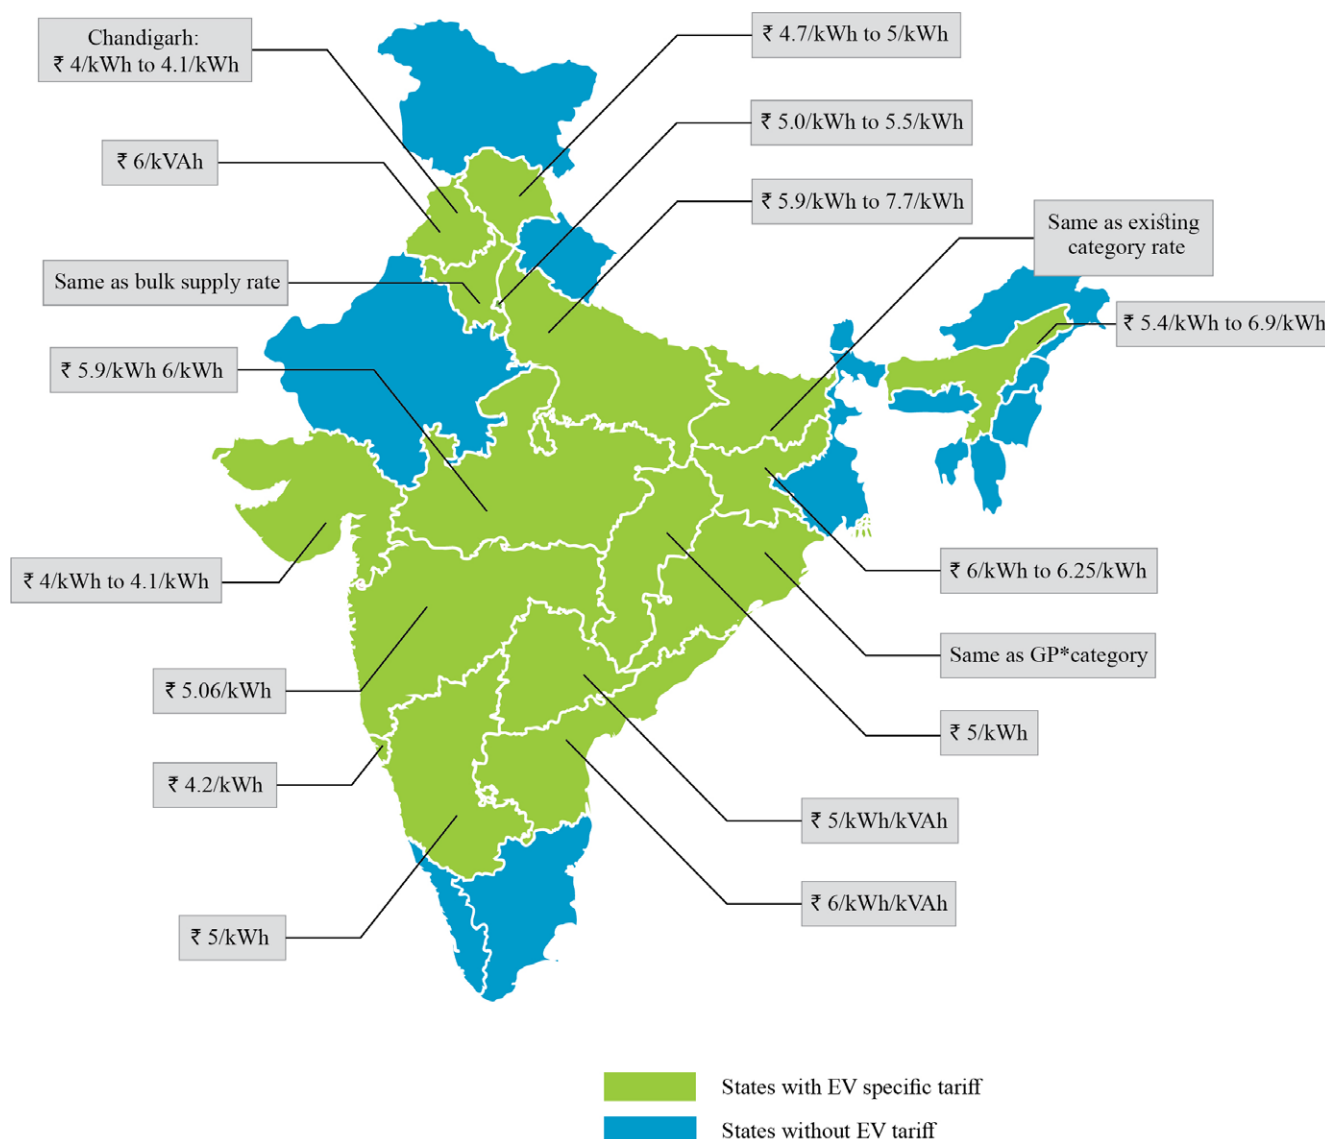 Chandigarh:
₹ 4/kWh to 4.1/kWh
₹ 4.7/kWh to 5/kWh
₹ 5.0/kWh to 5.5/kWh
₹ 6/kVAh
₹ 5.9/kWh to 7.7/kWh
Same as existing
category rate
Same as bulk supply rate
₹ 5.4/kWh to 6.9/kWh
₹ 5.9/kWh 6/kWh
₹ 4/kWh to 4.1/kWh
₹ 6/kWh to 6.25/kWh
Same as GP*category
₹ 5.06/kWh
₹ 5/kWh
₹ 4.2/kWh
₹ 5/kWh/kVAh
₹ 6/kWh/kVAh
₹ 5/kWh
States with EV specific tariff
States without EV tariff